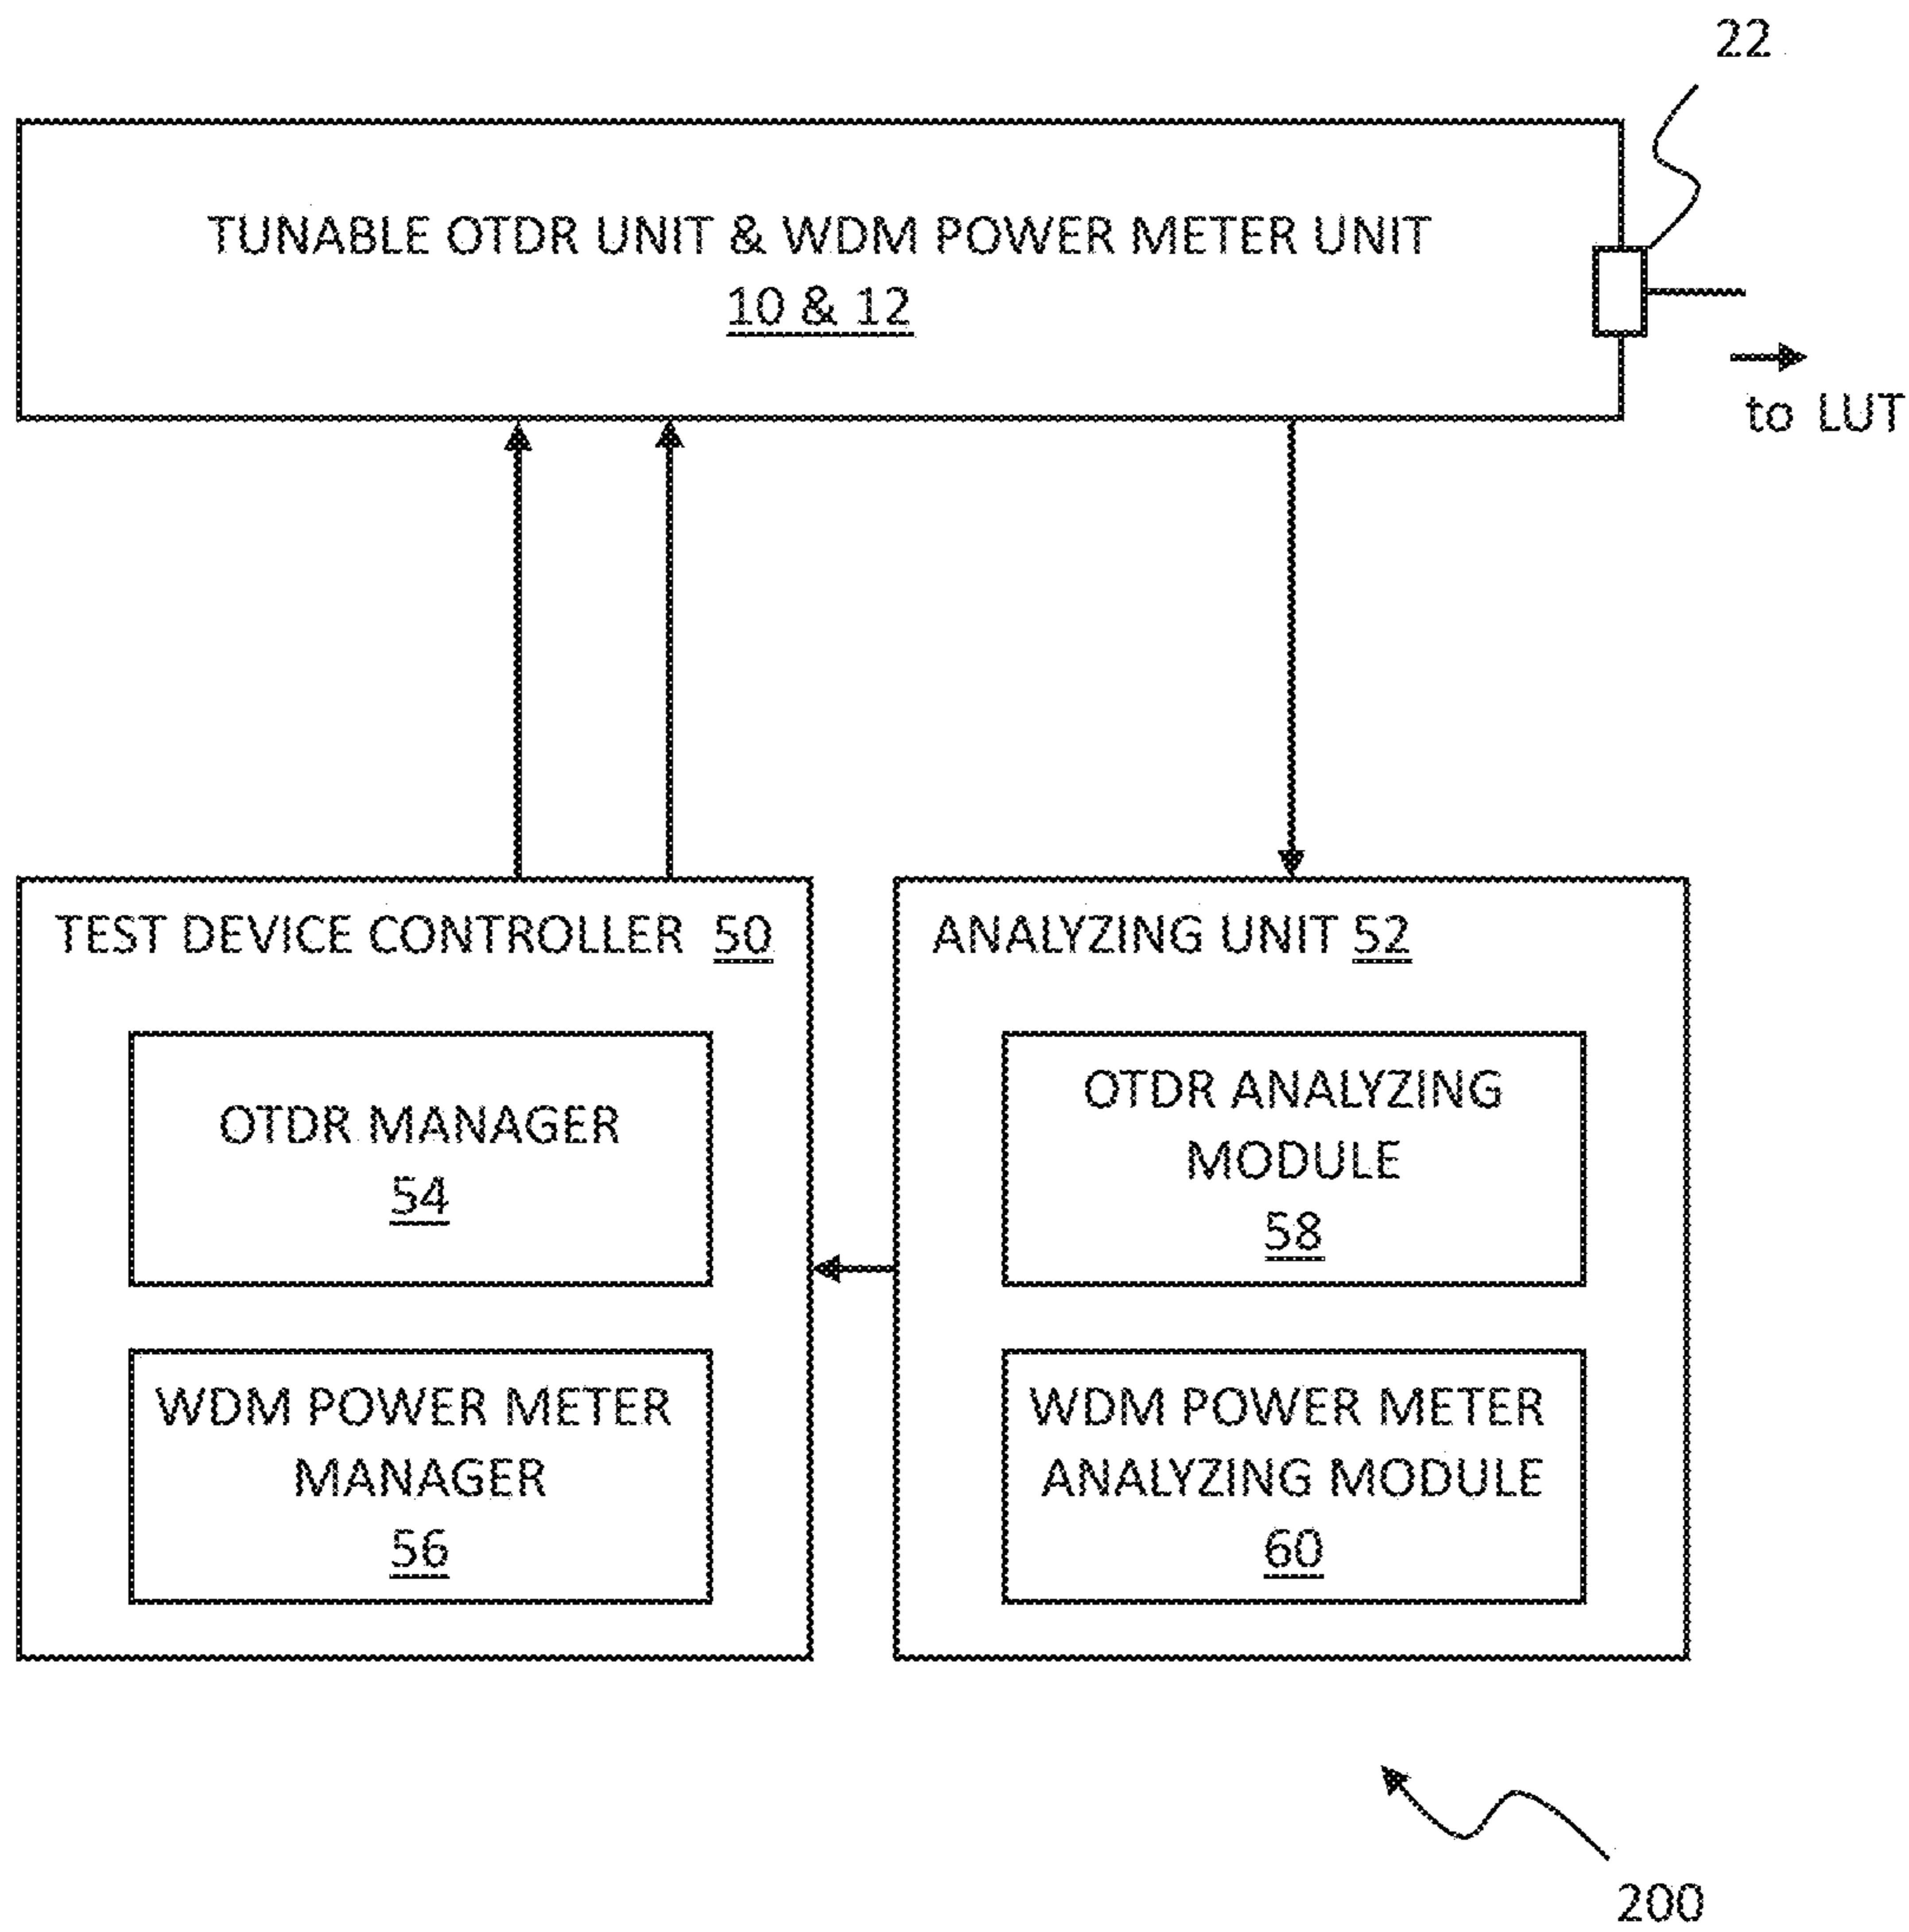 22
TUNABLE OTDR UNIT & WDM POWER METER UNIT
10 & 12
to LUT
TEST DEVICE CONTROLLER 50
OTDR MANAGER
54
WDM POWER METER
MANAGER
56
ANALYZING UNIT 52
OTDR ANALYZING
MODULE
58
WDM POWER METER
ANALYZING MODULE
60
200